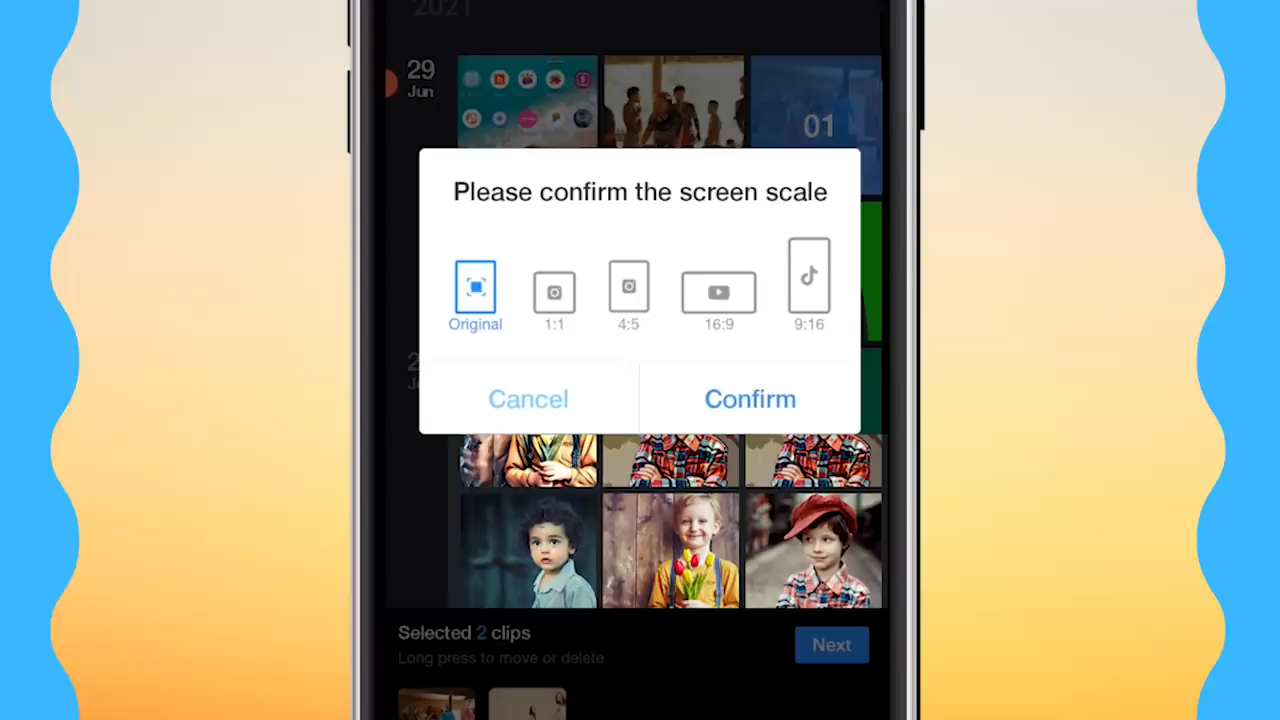 2021
29
Jun
01
Please confirm the screen scale
Original
1:1
4:5
16:9
9:16
Cancel
Confirm
Selected 2 clips
Next
Long press to move or delete